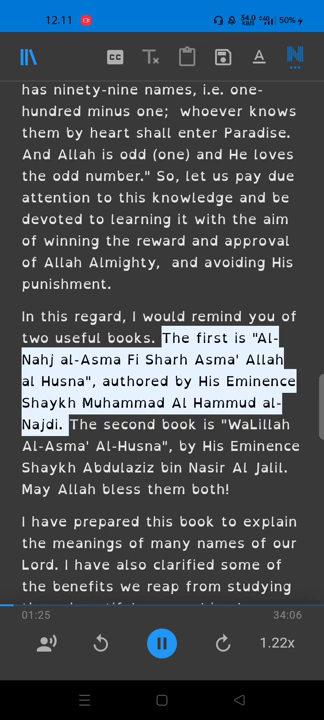 12.11
50%
CC
has ninety-nine names, i.e. one-
hundred minus one; whoever knows
them by heart shall enter Paradise.
And Allah is odd (one) and He loves
the odd number." So, let us pay due
attention to this knowledge and be
devoted to learning it with the aim
of winning the reward and approval
of Allah Almighty, and avoiding His
punishment.
In this regard, I would remind you of
two useful books. The first is "Al-
Nahj al-Asma Fi Sharh Asma' Allah
al Husna", authored by His Eminence
Shaykh Muhammad Al Hammud al-
Najdi. The second book is "WaLillah
Al-Asma' Al-Husna", by His Eminence
Shaykh Abdulaziz bin Nasir Al Jalil.
May Allah bless them both!
I have prepared this book to explain
the meanings of many names of our
Lord. I have also clarified some of
the benefits we reap from studying
01:25 34:06
1.22x